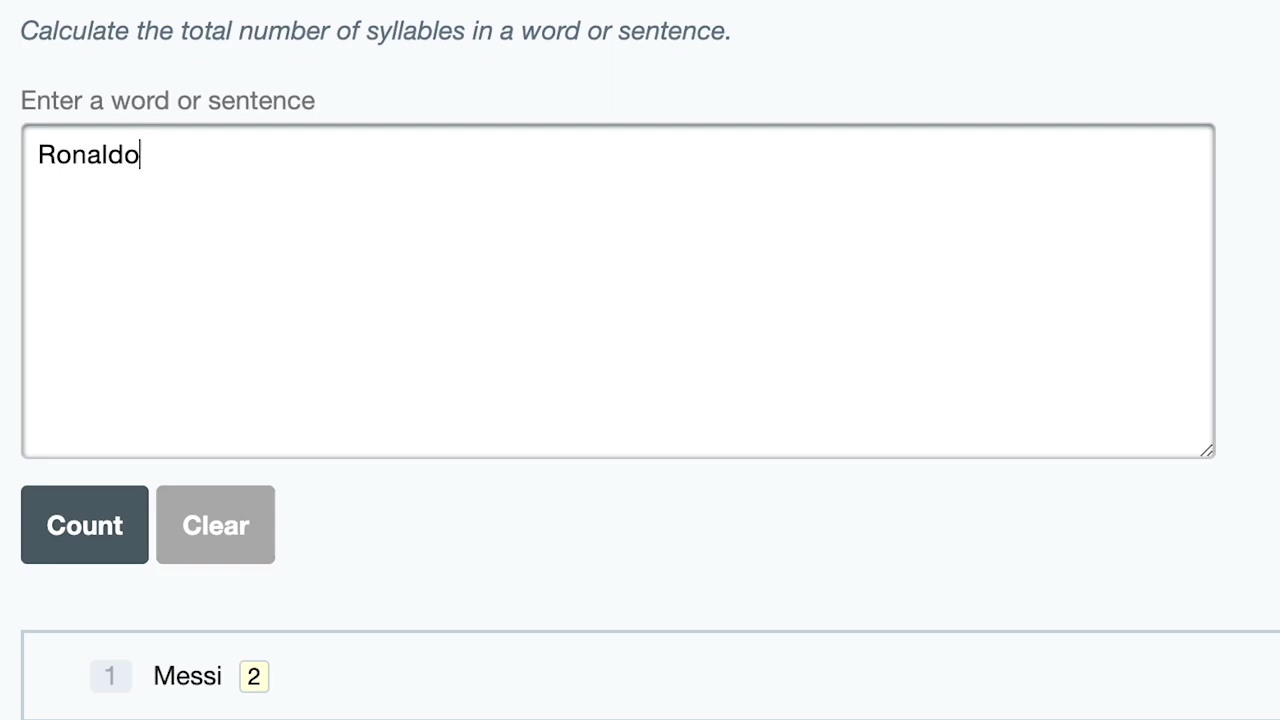 Calculate the total number of syllables in a word or sentence.
Enter a word or sentence
Ronaldo
Count Clear
1 Messi 2